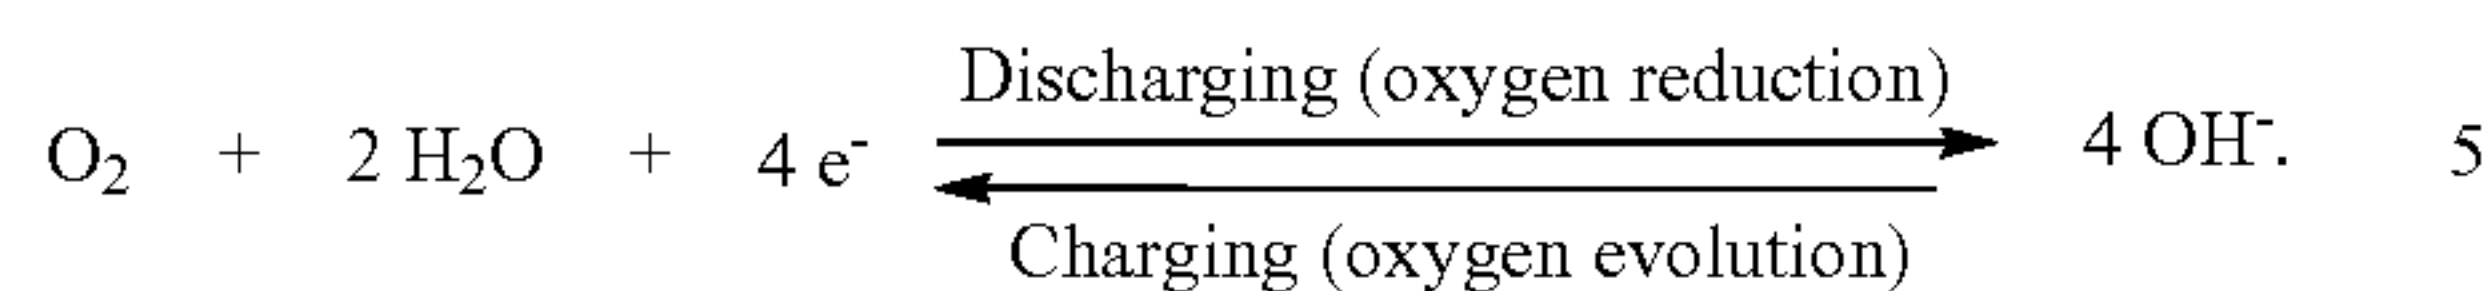 Discharging (oxygen reduction)
O₂ + 2 H₂O + 4 e⁻ 4 OH⁻. 5
Charging (oxygen evolution)